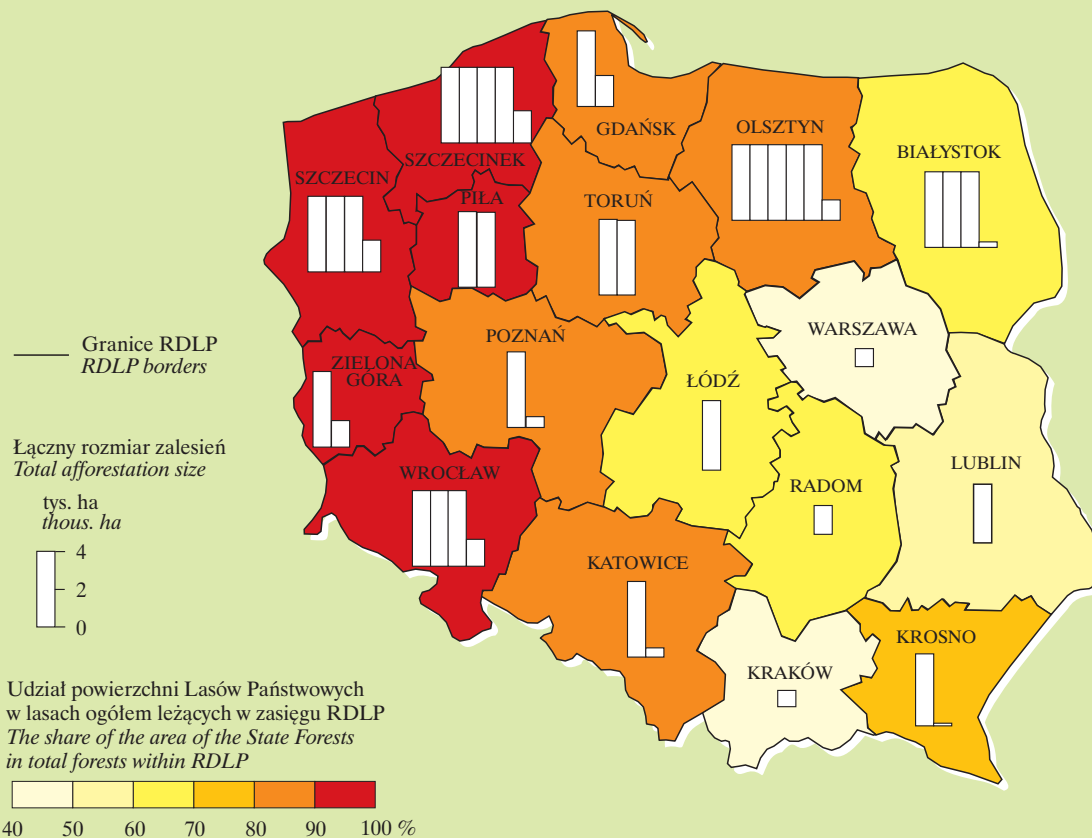 GDAŃSK
OLSZTYN
BIAŁYSTOK
SZCZECINEK
SZCZECIN
PIŁA
TORUŃ
WARSZAWA
POZNAŃ
ZIELONA
GÓRA
ŁÓDŹ
LUBLIN
WROCŁAW
RADOM
KATOWICE
KROSNO
KRAKÓW
Granice RDLP
RDLP borders
Łączny rozmiar zalesień
Total afforestation size
tys. ha
thous. ha
4
2
0
Udział powierzchni Lasów Państwowych
w lasach ogółem leżących w zasięgu RDLP
The share of the area of the State Forests
in total forests within RDLP
40 50 60 70 80 90 100 %